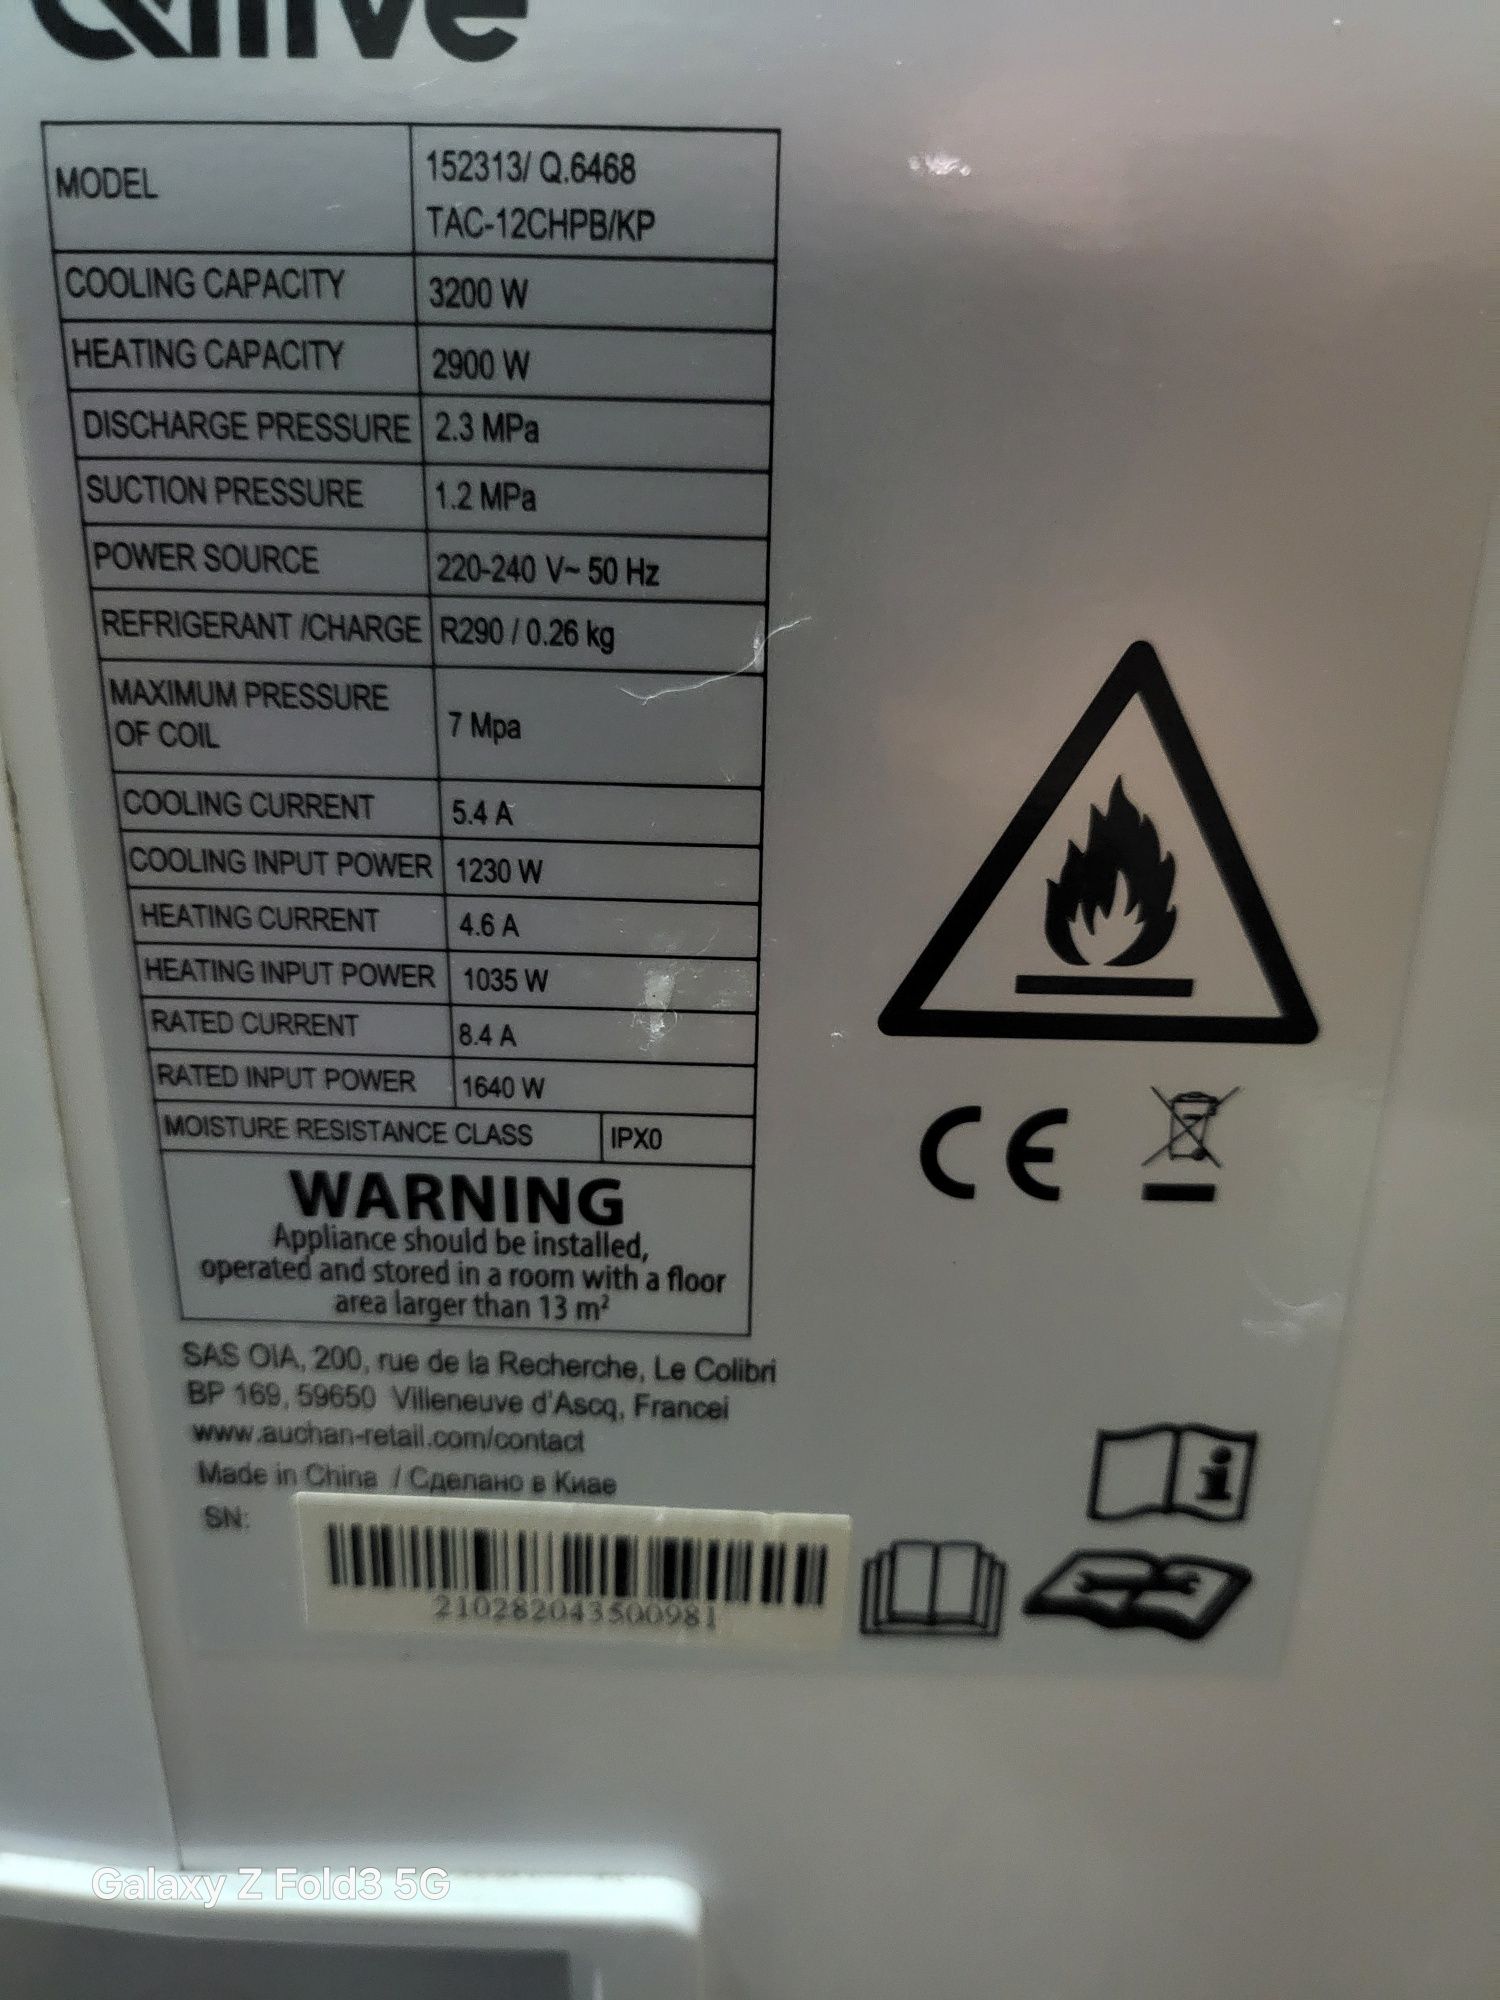 Qilive
MODEL 152313/ Q.6468
TAC-12CHPB/KP
COOLING CAPACITY 3200 W
HEATING CAPACITY 2900 W
DISCHARGE PRESSURE 2.3 MPa
SUCTION PRESSURE 1.2 MPa
POWER SOURCE 220-240 V~ 50 Hz
REFRIGERANT /CHARGE R290 / 0.26 kg
MAXIMUM PRESSURE
OF COIL 7 Mpa
COOLING CURRENT 5.4 A
COOLING INPUT POWER 1230 W
HEATING CURRENT 4.6 A
HEATING INPUT POWER 1035 W
RATED CURRENT 8.4 A
RATED INPUT POWER 1640 W
MOISTURE RESISTANCE CLASS IPX0
WARNING
Appliance should be installed,
operated and stored in a room with a floor
area larger than 13 m²
CE
SAS OIA, 200, rue de la Recherche, Le Colibri
BP 169, 59650 Villeneuve d'Ascq, Francei
www.auchan-retail.com/contact
Made in China / Сделано в Киае
SN:
210282043500981
Galaxy Z Fold3 5G